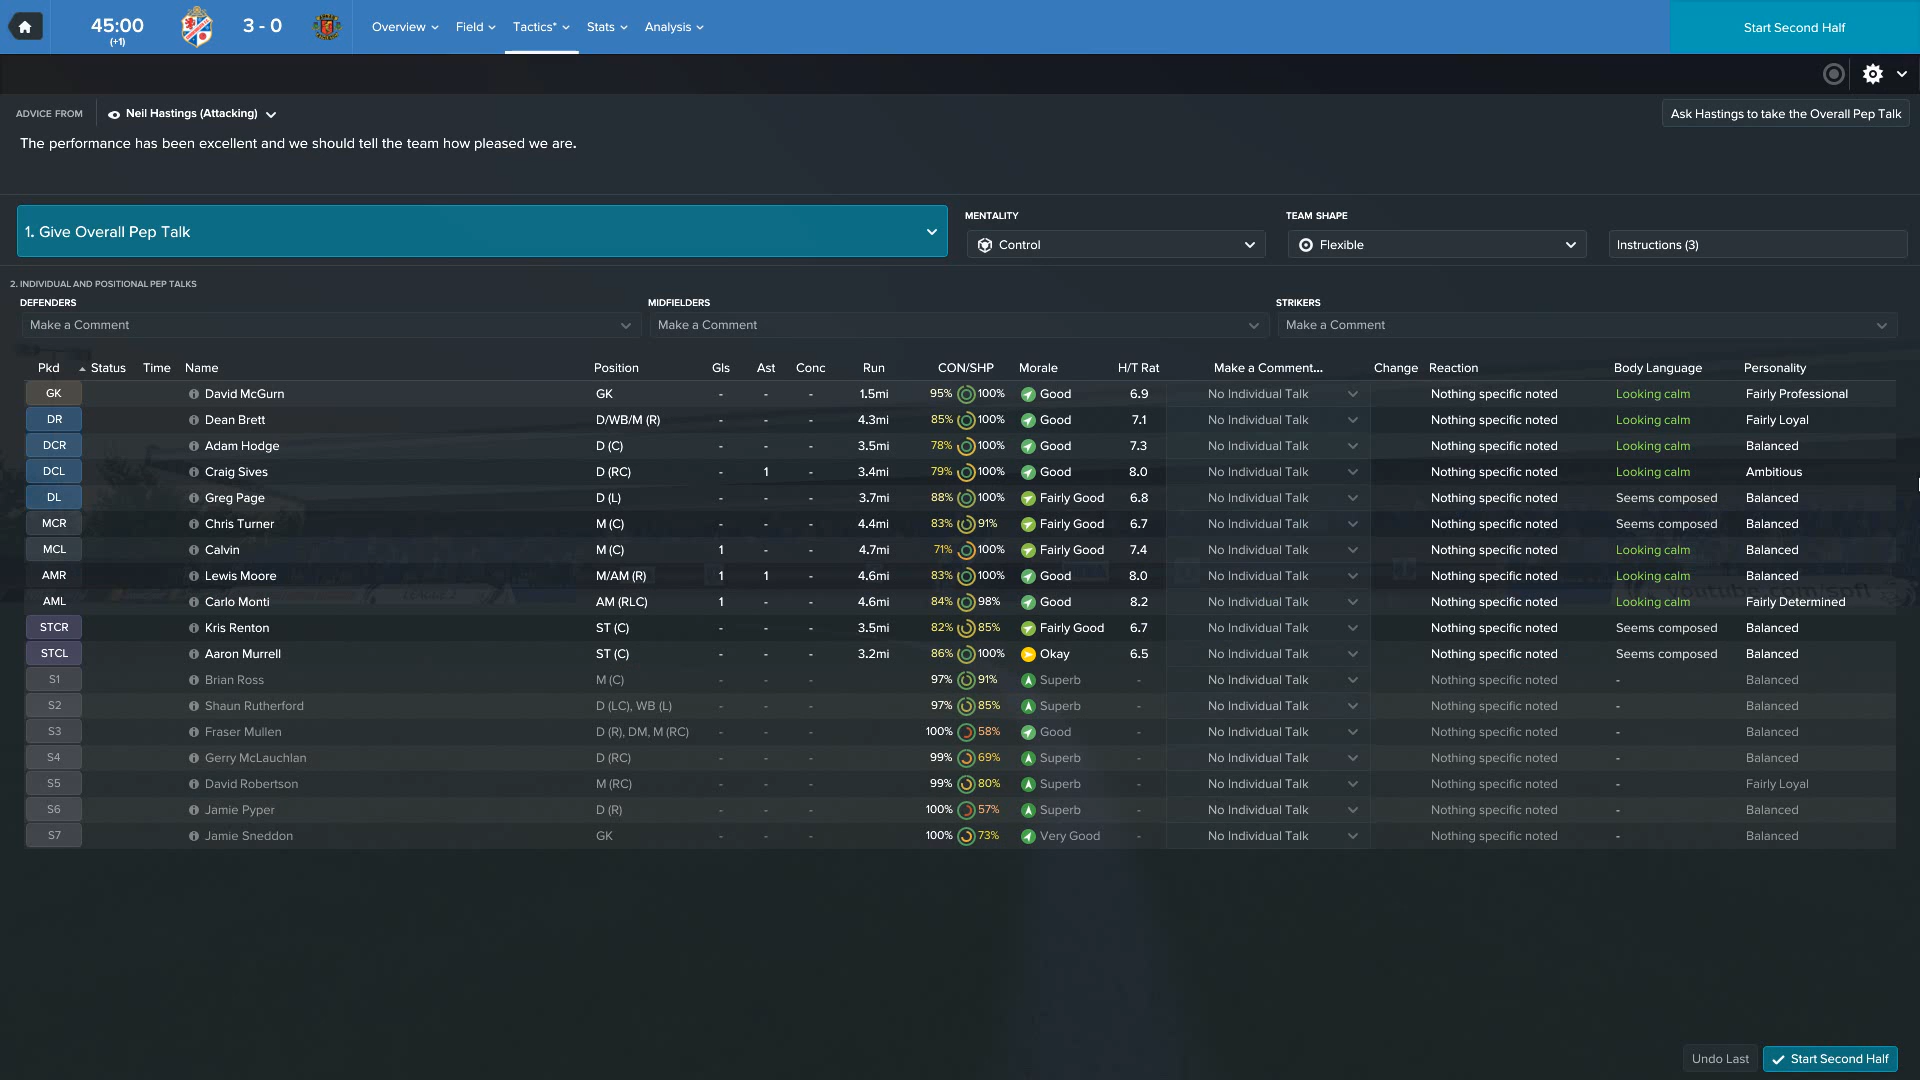 45:00
(+1)
3 - 0
Overview
Field
Tactics*
Stats
Analysis
Start Second Half
ADVICE FROM
Neil Hastings (Attacking)
Ask Hastings to take the Overall Pep Talk
The performance has been excellent and we should tell the team how pleased we are.
1. Give Overall Pep Talk
MENTALITY
Control
TEAM SHAPE
Flexible
Instructions (3)
2. INDIVIDUAL AND POSITIONAL PEP TALKS
DEFENDERS MIDFIELDERS STRIKERS
Make a Comment Make a Comment Make a Comment
Pkd Status Time Name Position Gls Ast Conc Run CON/SHP Morale H/T Rat Make a Comment... Change Reaction Body Language Personality
GK David McGurn GK - - - 1.5mi 95% 100% Good 6.9 No Individual Talk Nothing specific noted Looking calm Fairly Professional
DR Dean Brett D/WB/M (R) - - - 4.3mi 85% 100% Good 7.1 No Individual Talk Nothing specific noted Looking calm Fairly Loyal
DCR Adam Hodge D (C) - - - 3.5mi 78% 100% Good 7.3 No Individual Talk Nothing specific noted Looking calm Balanced
DCL Craig Sives D (RC) - 1 - 3.4mi 79% 100% Good 8.0 No Individual Talk Nothing specific noted Looking calm Ambitious
DL Greg Page D (L) - - - 3.7mi 88% 100% Fairly Good 6.8 No Individual Talk Nothing specific noted Seems composed Balanced
MCR Chris Turner M (C) - - - 4.4mi 83% 91% Fairly Good 6.7 No Individual Talk Nothing specific noted Seems composed Balanced
MCL Calvin M (C) 1 - - 4.7mi 71% 100% Fairly Good 7.4 No Individual Talk Nothing specific noted Looking calm Balanced
AMR Lewis Moore M/AM (R) 1 1 - 4.6mi 83% 100% Good 8.0 No Individual Talk Nothing specific noted Looking calm Balanced
AML Carlo Monti AM (RLC) 1 - - 4.6mi 84% 98% Good 8.2 No Individual Talk Nothing specific noted Looking calm Fairly Determined
STCR Kris Renton ST (C) - - - 3.5mi 82% 85% Fairly Good 6.7 No Individual Talk Nothing specific noted Seems composed Balanced
STCL Aaron Murrell ST (C) - - - 3.2mi 86% 100% Okay 6.5 No Individual Talk Nothing specific noted Seems composed Balanced
S1 Brian Ross M (C) - - - 97% 91% Superb - No Individual Talk Nothing specific noted - Balanced
S2 Shaun Rutherford D (LC), WB (L) - - - 97% 85% Superb - No Individual Talk Nothing specific noted - Balanced
S3 Fraser Mullen D (R), DM, M (RC) - - - 100% 58% Good - No Individual Talk Nothing specific noted - Balanced
S4 Gerry McLauchlan D (RC) - - - 99% 69% Superb - No Individual Talk Nothing specific noted - Balanced
S5 David Robertson M (RC) - - - 99% 80% Superb - No Individual Talk Nothing specific noted - Fairly Loyal
S6 Jamie Pyper D (R) - - - 100% 57% Superb - No Individual Talk Nothing specific noted - Balanced
S7 Jamie Sneddon GK - - - 100% 73% Very Good - No Individual Talk Nothing specific noted - Balanced
Undo Last
Start Second Half